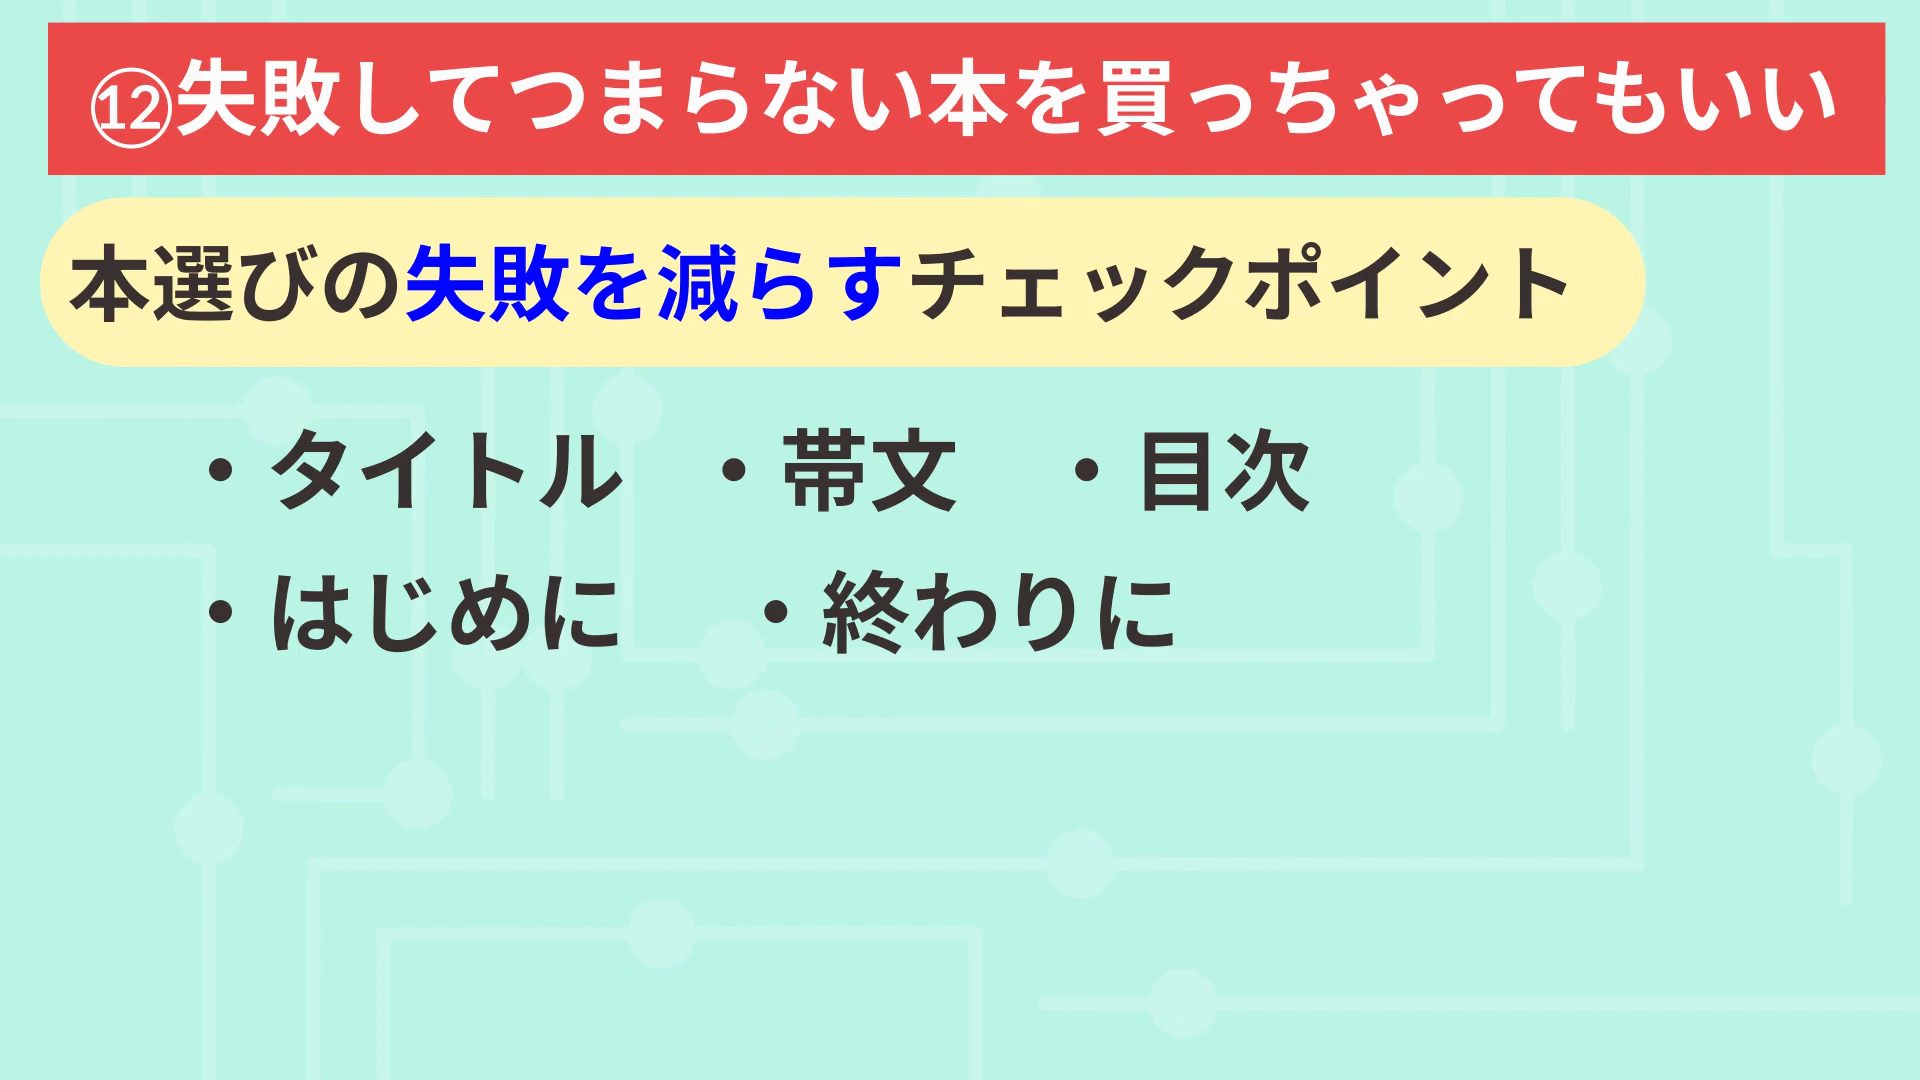 ⑫失敗してつまらない本を買っちゃってもいい
本選びの失敗を減らすチェックポイント
・タイトル ・帯文 ・目次
・はじめに ・終わりに